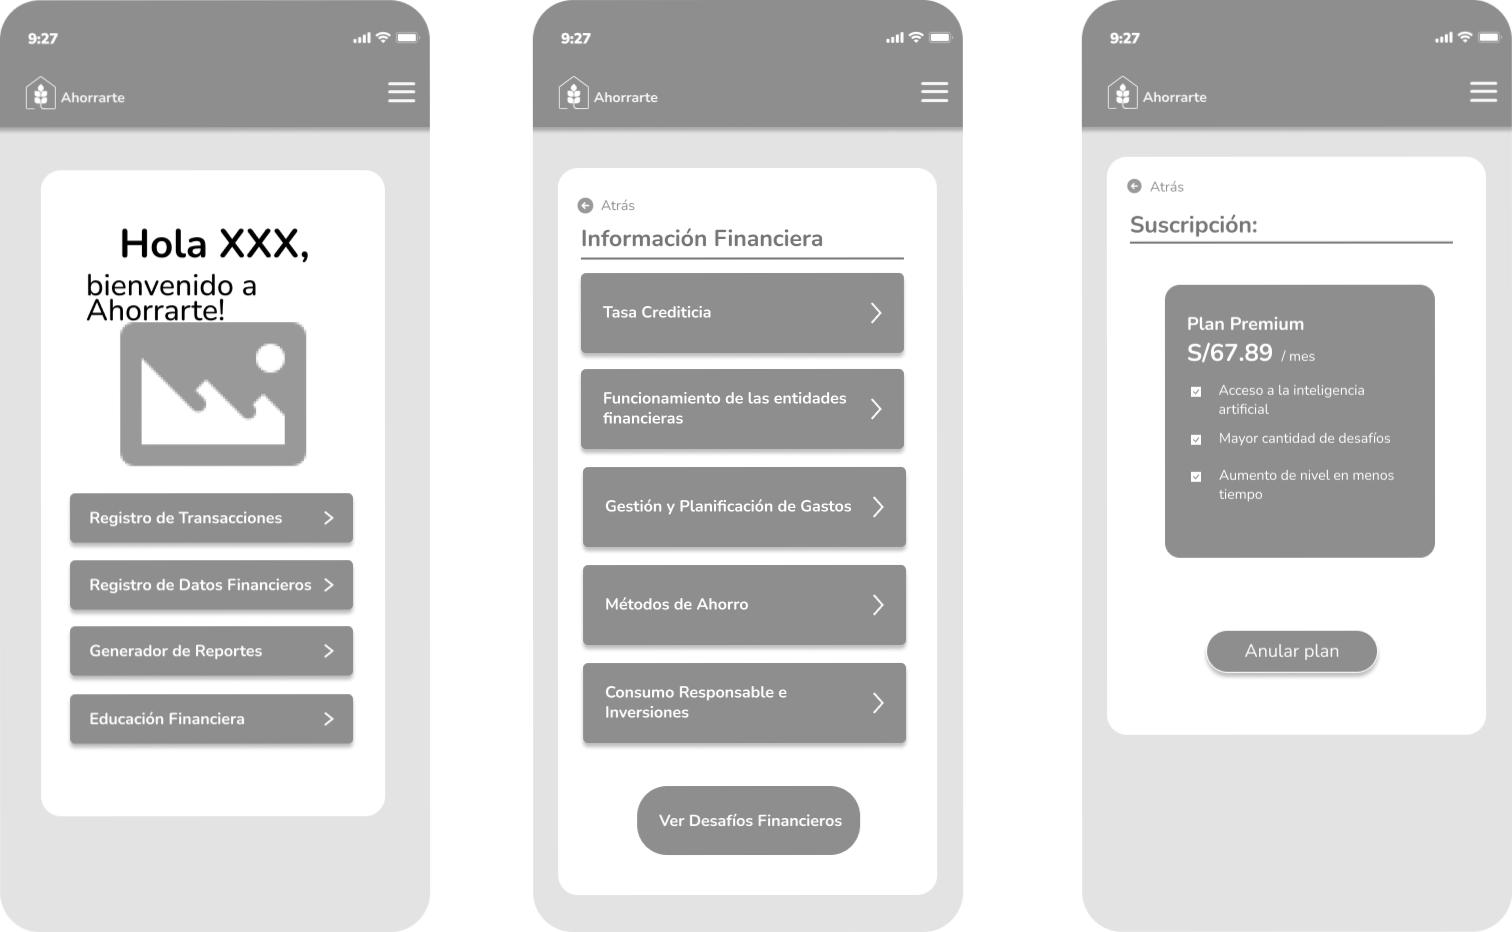 9:27
Ahorrarte
Hola XXX,
bienvenido a
Ahorrarte!
Registro de Transacciones
Registro de Datos Financieros
Generador de Reportes
Educación Financiera
9:27
Ahorrarte
Atrás
Información Financiera
Tasa Crediticia
Funcionamiento de las entidades
financieras
Gestión y Planificación de Gastos
Métodos de Ahorro
Consumo Responsable e
Inversiones
Ver Desafíos Financieros
9:27
Ahorrarte
Atrás
Suscripción:
Plan Premium
S/67.89 / mes
Acceso a la inteligencia
artificial
Mayor cantidad de desafíos
Aumento de nivel en menos
tiempo
Anular plan